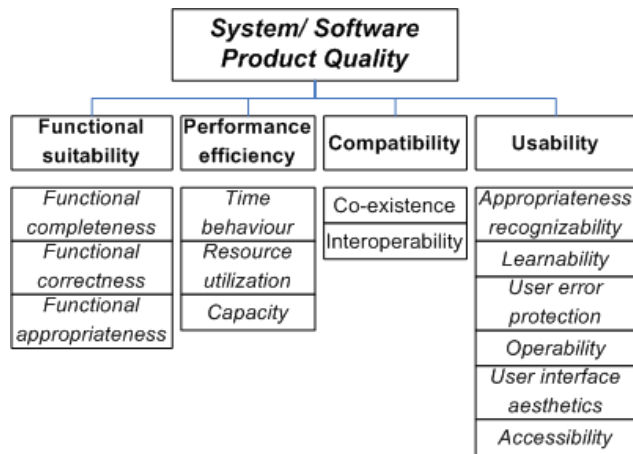 System/ Software
Product Quality
Functional
suitability
Performance
efficiency
Compatibility
Usability
Functional
completeness
Functional
correctness
Functional
appropriateness
Time
behaviour
Resource
utilization
Capacity
Co-existence
Interoperability
Appropriateness
recognizability
Learnability
User error
protection
Operability
User interface
aesthetics
Accessibility